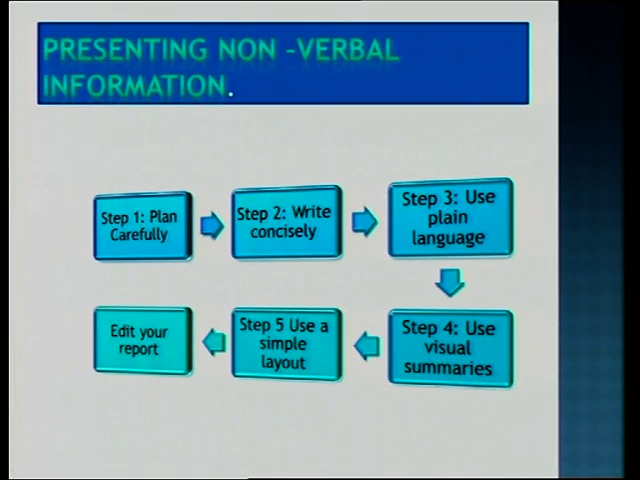 PRESENTING NON –VERBAL
INFORMATION.
Step 1: Plan
Carefully
Step 2: Write
concisely
Step 3: Use
plain
language
Step 4: Use
visual
summaries
Step 5 Use a
simple
layout
Edit your
report